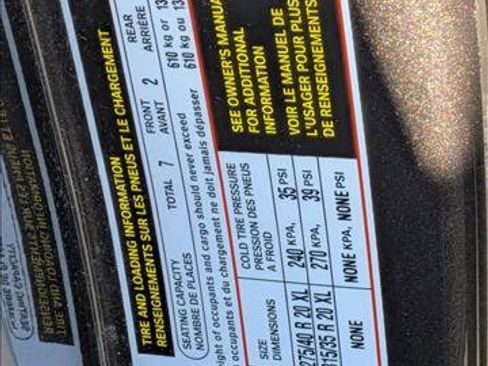 TIRE AND LOADING INFORMATION
RENSEIGNEMENTS SUR LES PNEUS ET LE CHARGEMENT
SEATING CAPACITY
NOMBRE DE PLACES
TOTAL 7
FRONT
AVANT 2
REAR
ARRIÈRE
ight of occupants and cargo should never exceed 610 kg or 13
occupants et du chargement ne doit jamais dépasser 610 kg ou 13
SIZE
DIMENSIONS
COLD TIRE PRESSURE
PRESSION DES PNEUS
A FROID
SEE OWNER'S MANUA
FOR ADDITIONAL
INFORMATION
VOIR LE MANUEL DE
L'USAGER POUR PLUS
DE RENSEIGNEMENTS
275/40 R 20 XL 240 KPA, 35 PSI
315/35 R 20 XL 270 KPA, 39 PSI
NONE NONE KPA, NONE PSI